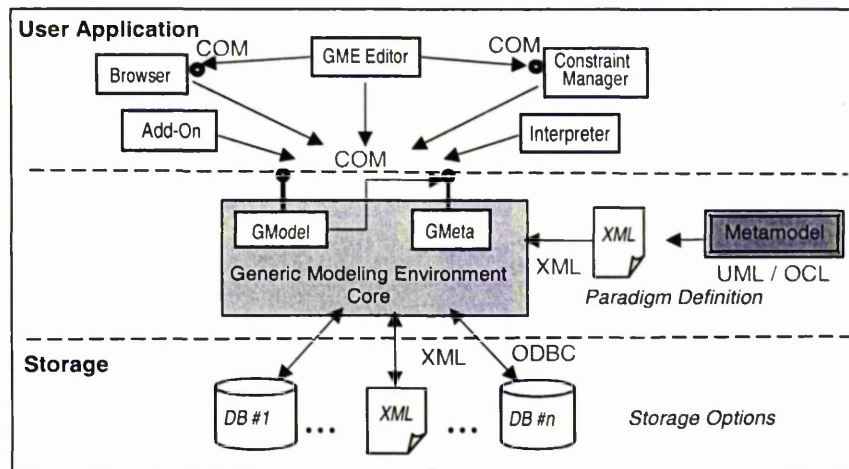 User Application
COM
GME Editor
COM
Browser
Constraint
Manager
Add-On
Interpreter
COM
GModel
GMeta
XML
Metamodel
Generic Modeling Environment
Core
XML
UML / OCL
Paradigm Definition
Storage
XML
ODBC
DB #1
...
XML
...
DB #n
Storage Options